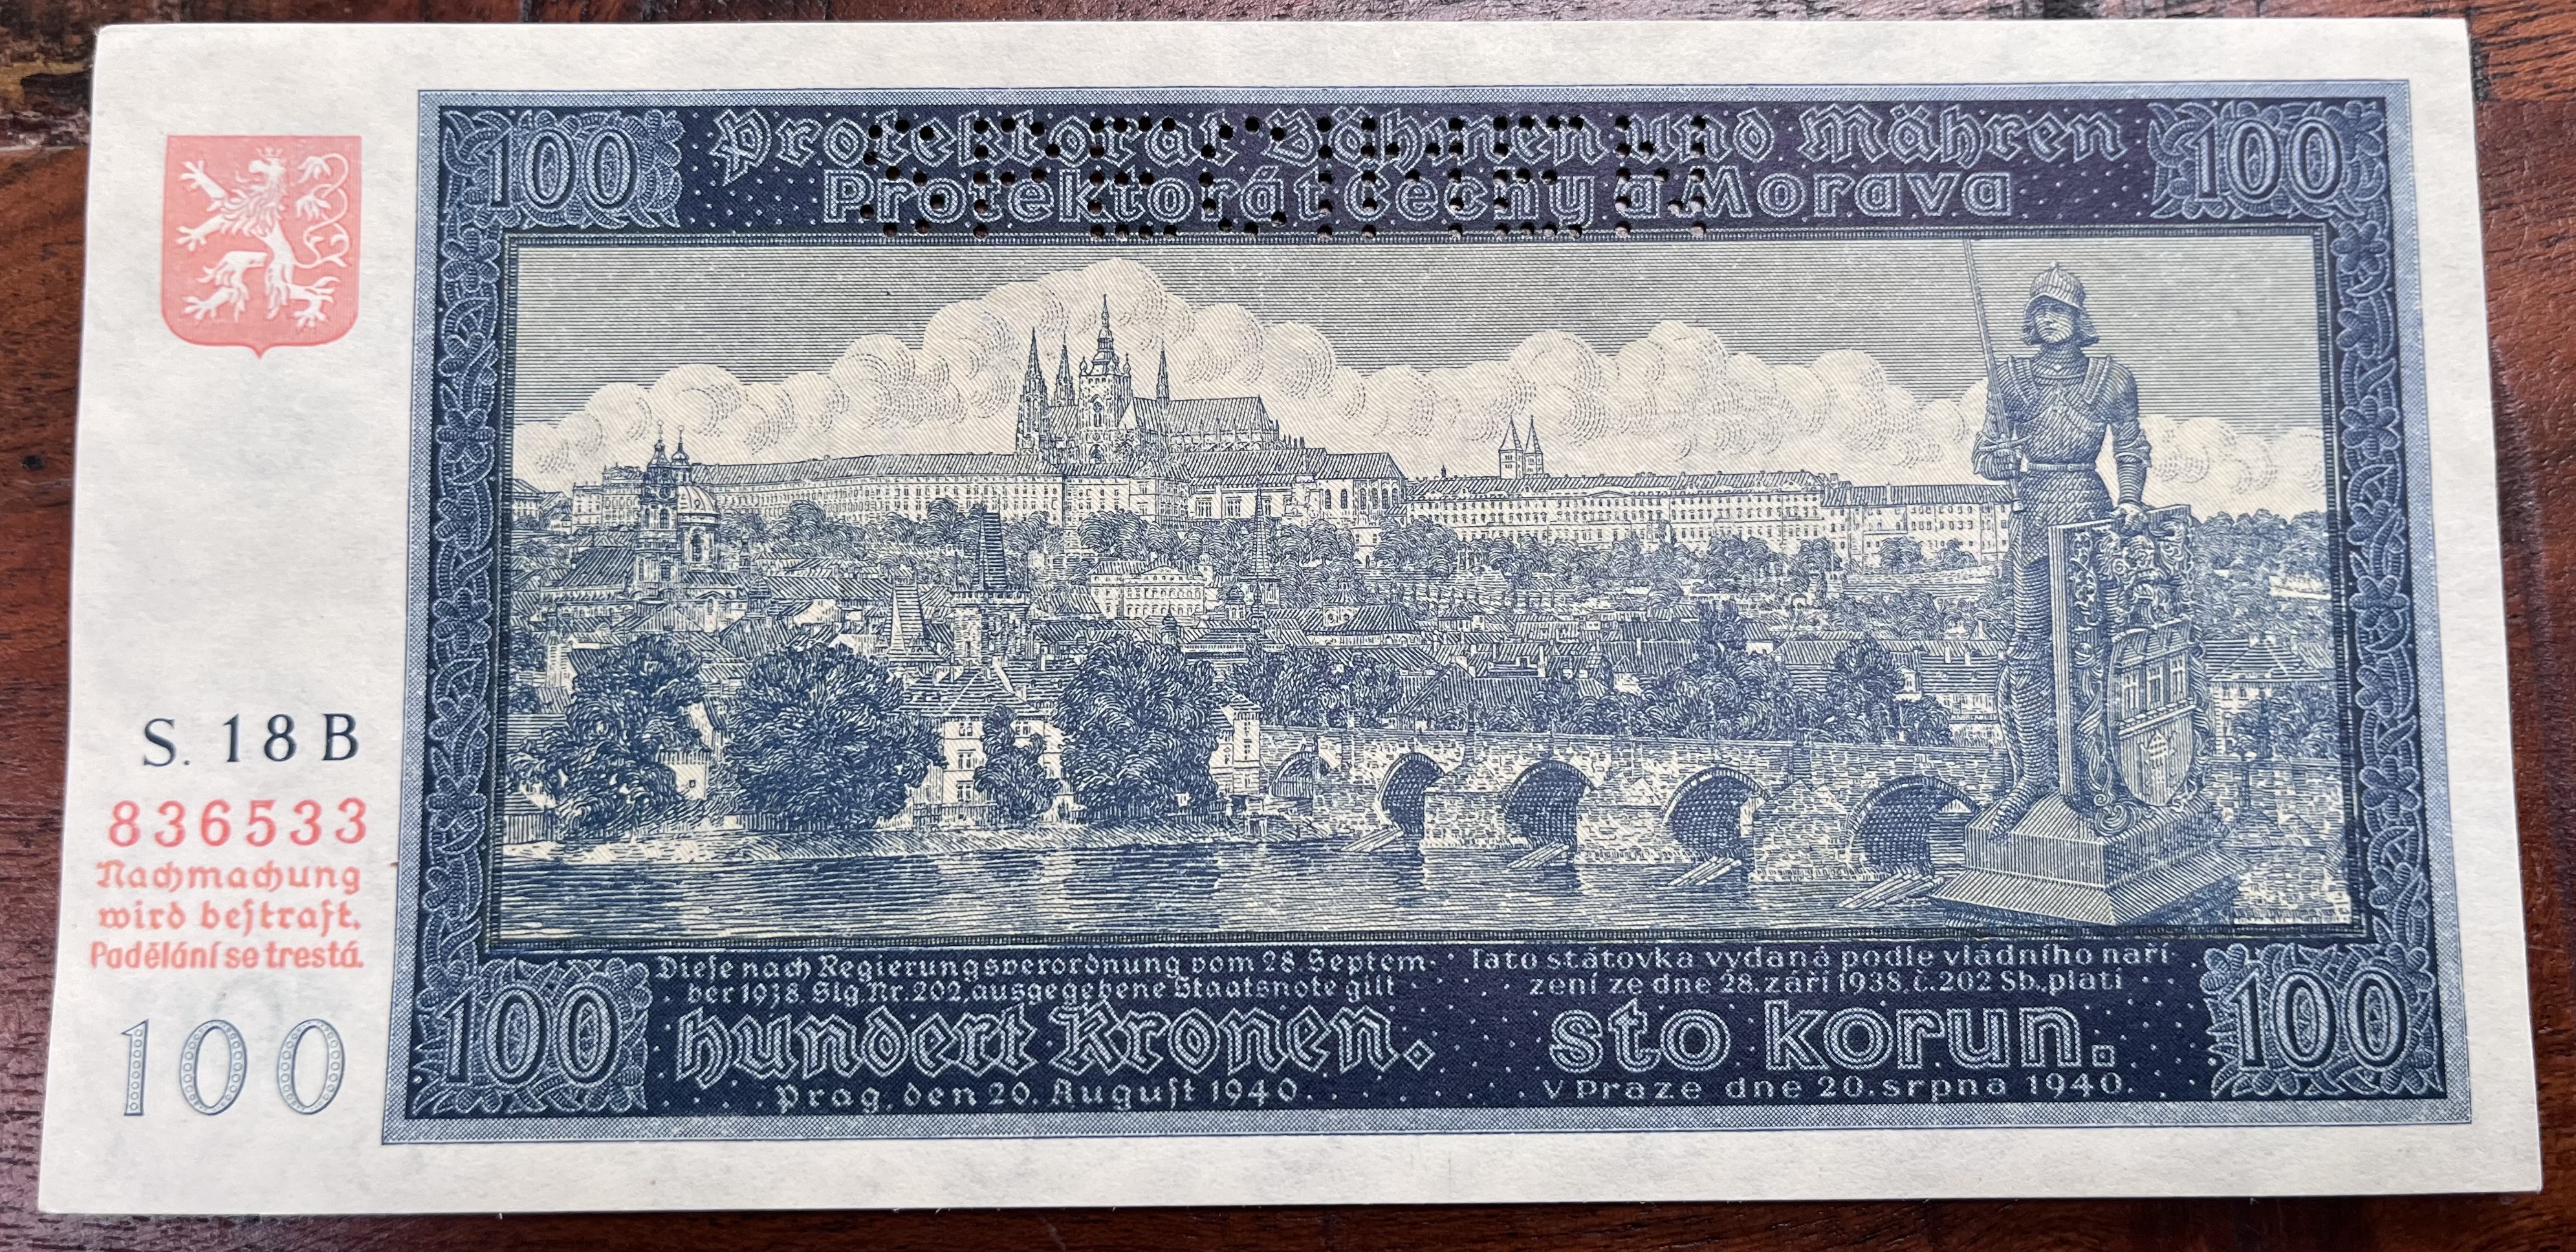 100 Protektorat Böhmen und Mähren 100
Protektorát Čechy a Morava
SPECIMEN
S. 18 B
836533
Nachmachung
wird bestraft.
Padělání se trestá.
100
Diese nach Regierungsverordnung vom 28. Septem-
ber 1938. Slg. Nr. 202, ausgegebene Staatsnote gilt
hundert Kronen.
Prag, den 20. August 1940.
Tato státovka vydaná podle vládního naří-
zení ze dne 28. září 1938. č. 202 Sb. platí
sto korun.
V Praze dne 20. srpna 1940.
100
100